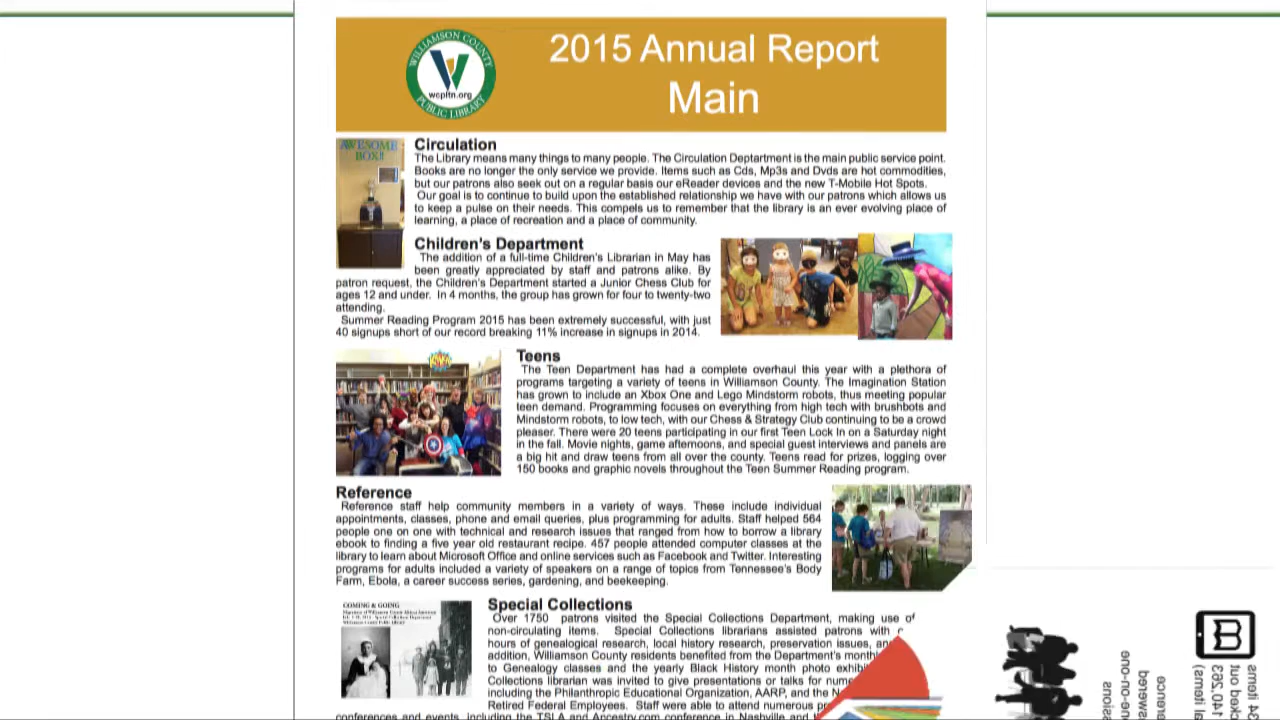 WILLIAMSON COUNTY
wcpltn.org
PUBLIC LIBRARY
2015 Annual Report
Main
AWESOME
BOX!!
Circulation
The Library means many things to many people. The Circulation Deptartment is the main public service point.
Books are no longer the only service we provide. Items such as Cds, Mp3s and Dvds are hot commodities,
but our patrons also seek out on a regular basis our eReader devices and the new T-Mobile Hot Spots.
Our goal is to continue to build upon the established relationship we have with our patrons which allows us
to keep a pulse on their needs. This compels us to remember that the library is an ever evolving place of
learning, a place of recreation and a place of community.
Children's Department
The addition of a full-time Children's Librarian in May has
been greatly appreciated by staff and patrons alike. By
patron request, the Children's Department started a Junior Chess Club for
ages 12 and under. In 4 months, the group has grown for four to twenty-two
attending.
Summer Reading Program 2015 has been extremely successful, with just
40 signups short of our record breaking 11% increase in signups in 2014.
Teens
The Teen Department has had a complete overhaul this year with a plethora of
programs targeting a variety of teens in Williamson County. The Imagination Station
has grown to include an Xbox One and Lego Mindstorm robots, thus meeting popular
teen demand. Programming focuses on everything from high tech with brushbots and
Mindstorm robots, to low tech, with our Chess & Strategy Club continuing to be a crowd
pleaser. There were 20 teens participating in our first Teen Lock In on a Saturday night
in the fall. Movie nights, game afternoons, and special guest interviews and panels are
a big hit and draw teens from all over the county. Teens read for prizes, logging over
150 books and graphic novels throughout the Teen Summer Reading program.
Reference
Reference staff help community members in a variety of ways. These include individual
appointments, classes, phone and email queries, plus programming for adults. Staff helped 564
people one on one with technical and research issues that ranged from how to borrow a library
ebook to finding a five year old restaurant recipe. 457 people attended computer classes at the
library to learn about Microsoft Office and online services such as Facebook and Twitter. Interesting
programs for adults included a variety of speakers on a range of topics from Tennessee's Body
Farm, Ebola, a career success series, gardening, and beekeeping.
COMING & GOING
Special Collections
Over 1750 patrons visited the Special Collections Department, making use of
non-circulating items. Special Collections librarians assisted patrons with
hours of genealogical research, local history research, preservation issues, an
addition, Williamson County residents benefited from the Department's month
to Genealogy classes and the yearly Black History month photo exhib
Collections librarian was invited to give presentations or talks for nume
including the Philanthropic Educational Organization, AARP, and the N
Retired Federal Employees. Staff were able to attend numerous pr
conferences and events, including the TSLA and Ancestry.com conference in Nashville and
B